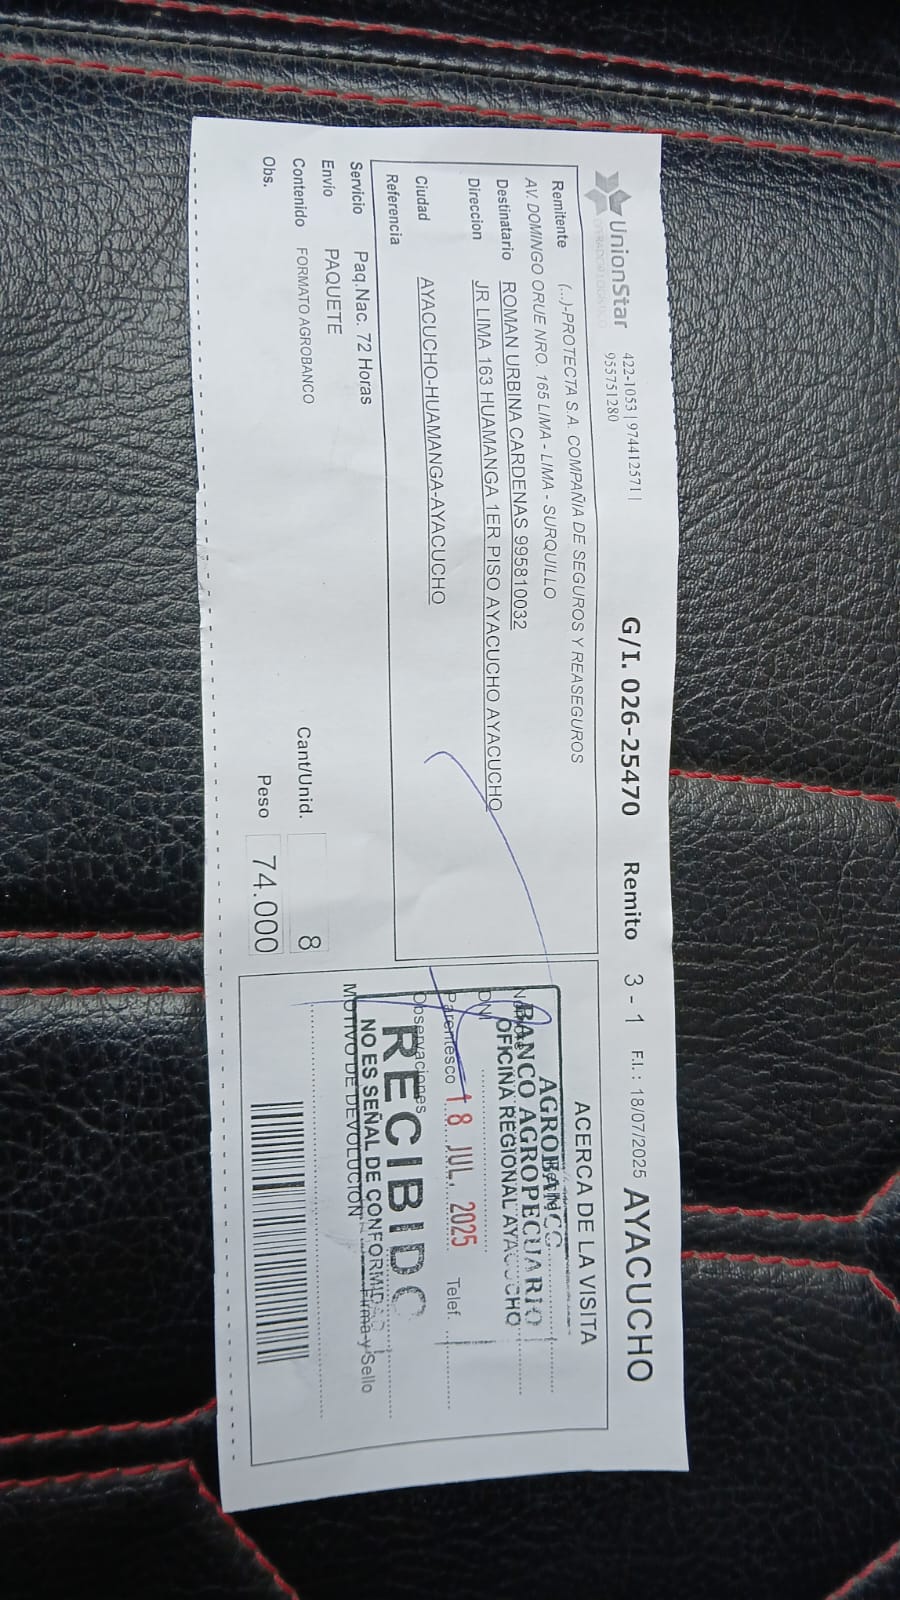 UnionStar
422-1053 | 974412571 |
955751280
G/I. 026-25470 Remito 3 - 1 F.I.: 18/07/2025 AYACUCHO
Remitente (...)-PROTECTA S.A. COMPAÑIA DE SEGUROS Y REASEGUROS
AV. DOMINGO ORUE NRO. 165 LIMA - LIMA - SURQUILLO
Destinatario ROMAN URBINA CARDENAS 995810032
Direccion JR LIMA 163 HUAMANGA 1ER PISO AYACUCHO AYACUCHO
Ciudad AYACUCHO-HUAMANGA-AYACUCHO
Referencia
Servicio Paq.Nac. 72 Horas
Envio PAQUETE
Contenido FORMATO AGROBANCO
Obs.
Cant/Unid. 8
Peso 74.000
ACERCA DE LA VISITA
AGROBANCO
BANCO AGROPECUARIO
OFICINA REGIONAL AYACUCHO
Nombre
DNI
Parentesco
18 JUL. 2025
Telef.
Observaciones
RECIBIDO
NO ES SEÑAL DE CONFORMIDAD
MOTIVO DE DEVOLUCION
Firma y Sello